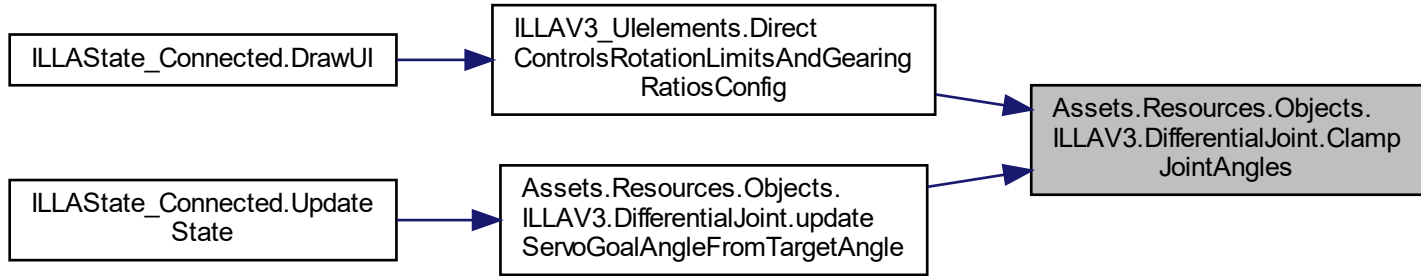 ILLAState_Connected.DrawUI
ILLAV3_UIelements.Direct
ControlsRotationLimitsAndGearing
RatiosConfig
Assets.Resources.Objects.
ILLAV3.DifferentialJoint.Clamp
JointAngles
ILLAState_Connected.Update
State
Assets.Resources.Objects.
ILLAV3.DifferentialJoint.update
ServoGoalAngleFromTargetAngle